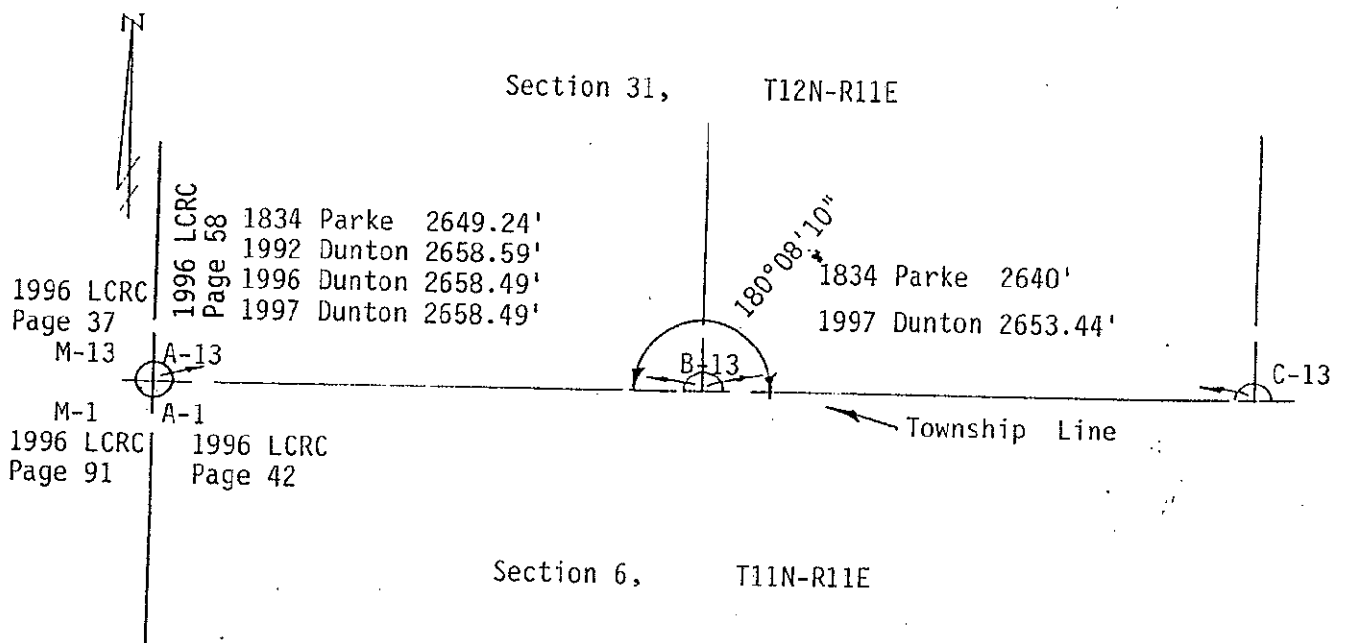 N
Section 31, T12N-R11E
1996 LCRC
Page 58
1834 Parke 2649.24'
1992 Dunton 2658.59'
1996 Dunton 2658.49'
1997 Dunton 2658.49'
180°08'10"
1834 Parke 2640'
1997 Dunton 2653.44'
1996 LCRC
Page 37
M-13 A-13
B-13
C-13
M-1 A-1
1996 LCRC
Page 91
1996 LCRC
Page 42
Township Line
Section 6, T11N-R11E